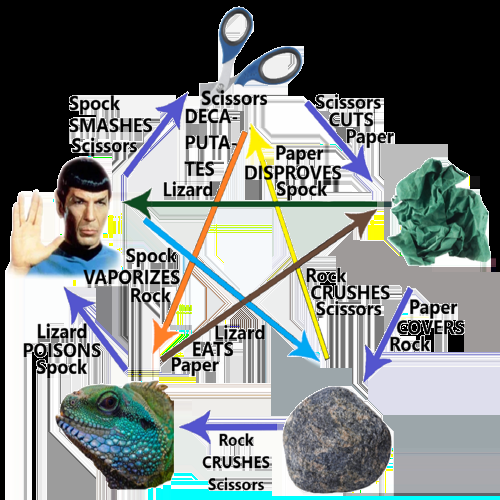 Scissors
DECA-
PUTA-
TES
Lizard
Spock
SMASHES
Scissors
Scissors
CUTS
Paper
Paper
DISPROVES
Spock
Spock
VAPORIZES
Rock
Rock
CRUSHES
Scissors
Paper
COVERS
Rock
Lizard
POISONS
Spock
Lizard
EATS
Paper
Rock
CRUSHES
Scissors